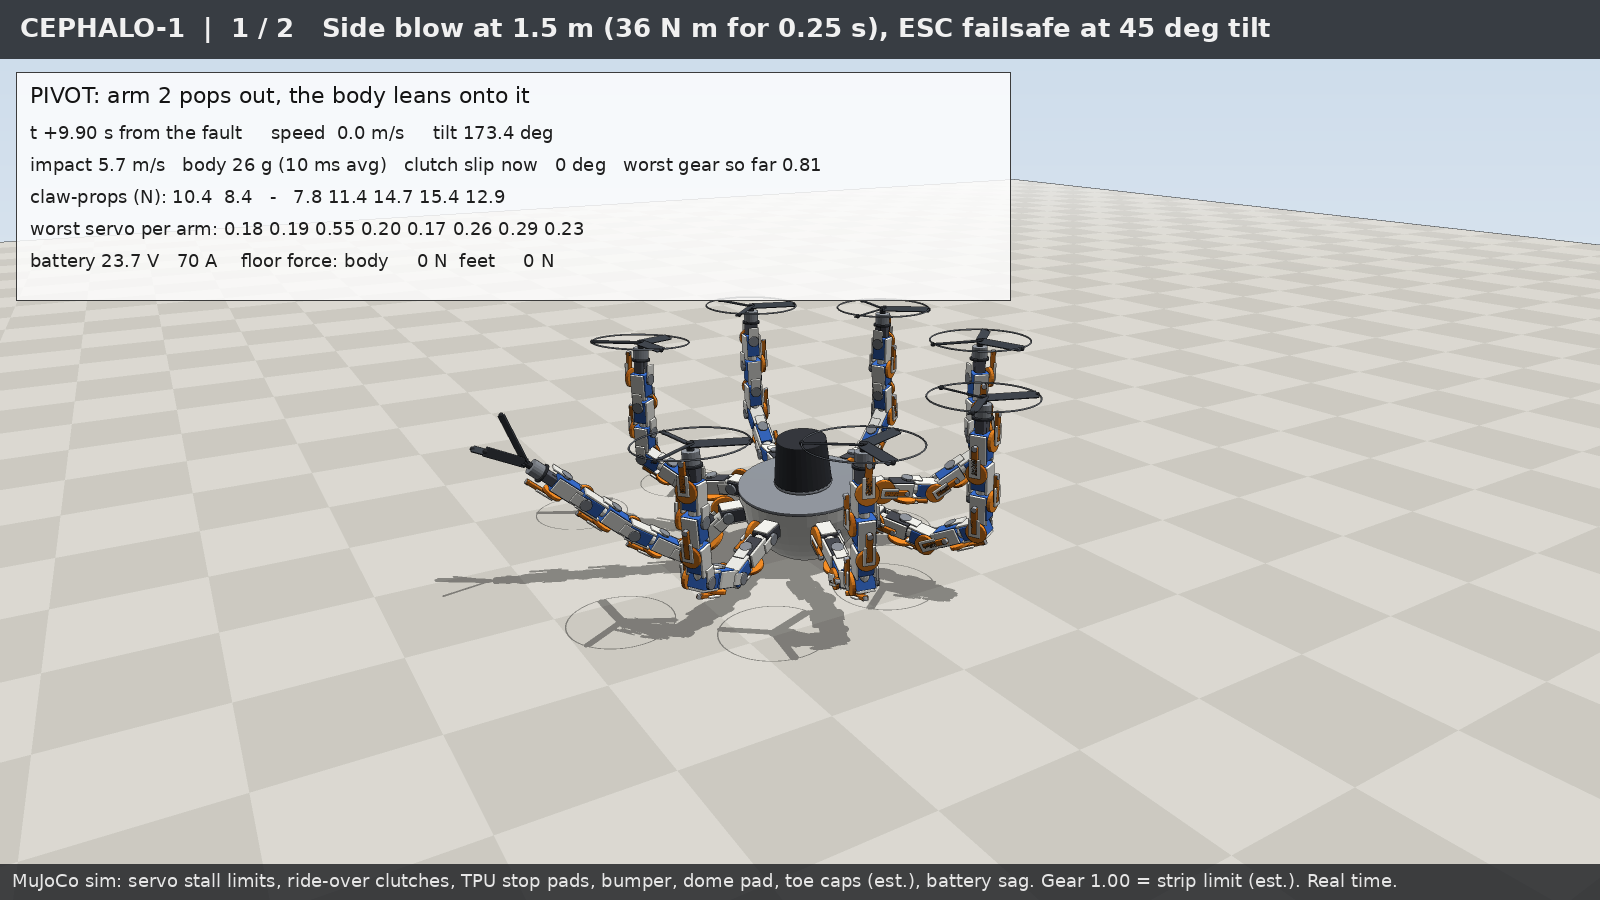 CEPHALO-1 | 1 / 2 Side blow at 1.5 m (36 N m for 0.25 s), ESC failsafe at 45 deg tilt
PIVOT: arm 2 pops out, the body leans onto it
t +9.90 s from the fault speed 0.0 m/s tilt 173.4 deg
impact 5.7 m/s body 26 g (10 ms avg) clutch slip now 0 deg worst gear so far 0.81
claw-props (N): 10.4 8.4 - 7.8 11.4 14.7 15.4 12.9
worst servo per arm: 0.18 0.19 0.55 0.20 0.17 0.26 0.29 0.23
battery 23.7 V 70 A floor force: body 0 N feet 0 N
MuJoCo sim: servo stall limits, ride-over clutches, TPU stop pads, bumper, dome pad, toe caps (est.), battery sag. Gear 1.00 = strip limit (est.). Real time.